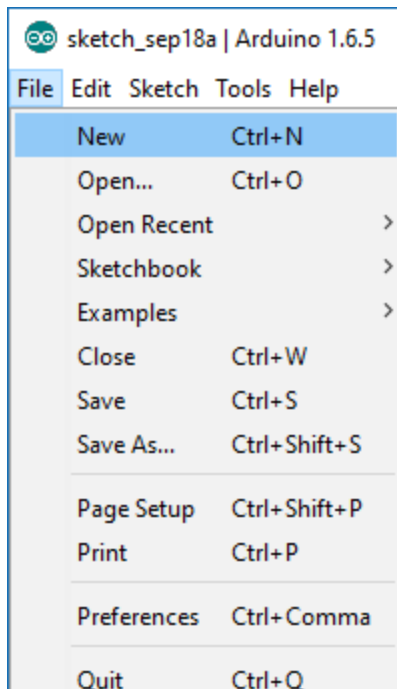 sketch_sep18a | Arduino 1.6.5
File Edit Sketch Tools Help
New Ctrl+N
Open... Ctrl+O
Open Recent
Sketchbook
Examples
Close Ctrl+W
Save Ctrl+S
Save As... Ctrl+Shift+S
Page Setup Ctrl+Shift+P
Print Ctrl+P
Preferences Ctrl+Comma
Quit Ctrl+Q